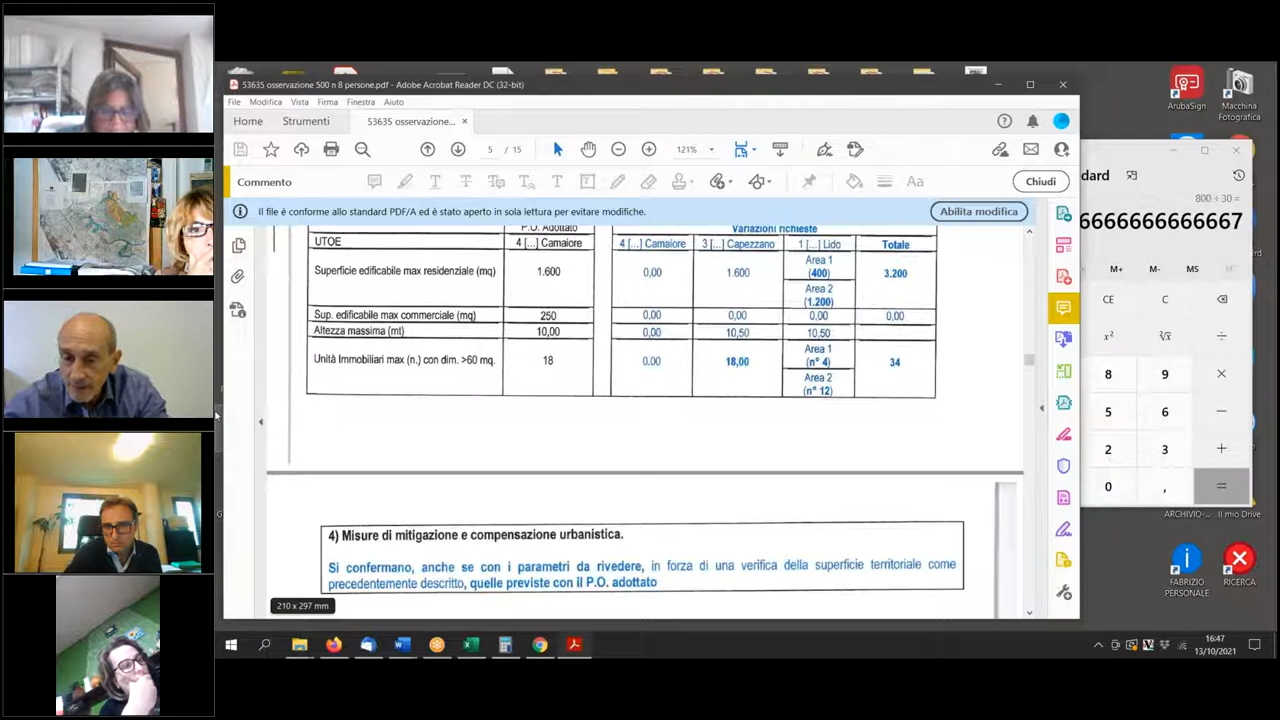 53635 osservazione 500 n 8 persone.pdf - Adobe Acrobat Reader DC (32-bit)
File Modifica Vista Firma Finestra Aiuto
Home Strumenti 53635 osservazione... ×
5 / 15 121%
Commento Chiudi
Il file è conforme allo standard PDF/A ed è stato aperto in sola lettura per evitare modifiche. Abilita modifica
P.O. Adottato Variazioni richieste
UTOE 4 [...] Camaiore 4 [...] Camaiore 3 [...] Capezzano 1 [...] Lido Totale
Superficie edificabile max residenziale (mq) 1.600 0,00 1.600 Area 1 (400) 3.200
Area 2 (1.200)
Sup. edificabile max commerciale (mq) 250 0,00 0,00 0,00 0,00
Altezza massima (mt) 10,00 0,00 10,50 10,50
Unità Immobiliari max (n.) con dim. >60 mq. 18 0.00 18,00 Area 1 (n° 4) 34
Area 2 (n° 12)
4) Misure di mitigazione e compensazione urbanistica.
Si confermano, anche se con i parametri da rivedere, in forza di una verifica della superficie territoriale come
precedentemente descritto, quelle previste con il P.O. adottato
210 x 297 mm
ArubaSign
Macchina
Fotografica
dard
800 ÷ 30 =
6666666666667
M+ M- MS
CE C
x² ²√x ÷
8 9 ×
5 6 −
2 3 +
0 , =
ARCHIVIO-... Il mio Drive
FABRIZIO
PERSONALE
RICERCA
16:47
13/10/2021